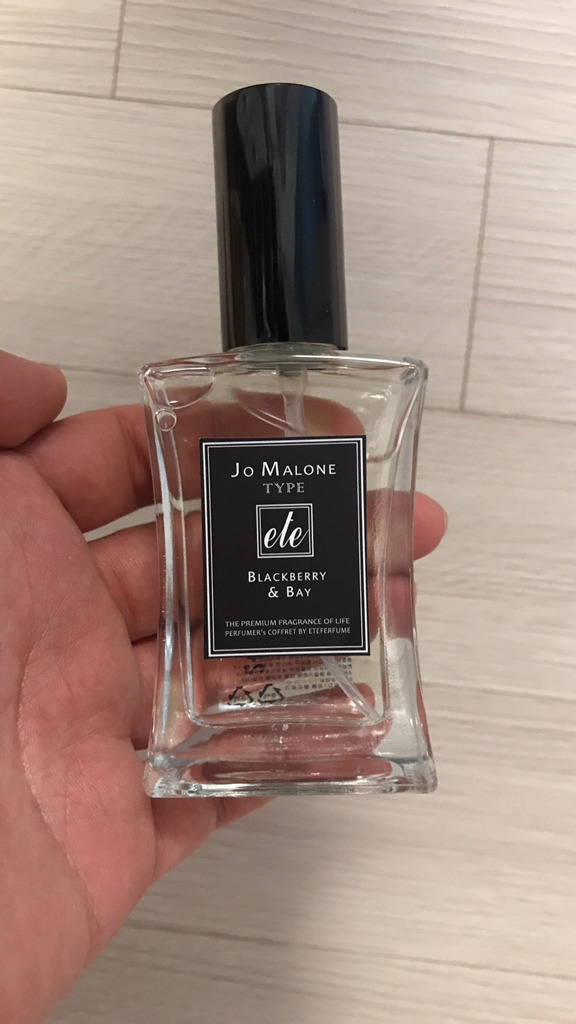 Jo Malone
TYPE
ete
Blackberry
& Bay
THE PREMIUM FRAGRANCE OF LIFE
PERFUMER's COFFRET BY ETEFERFUME